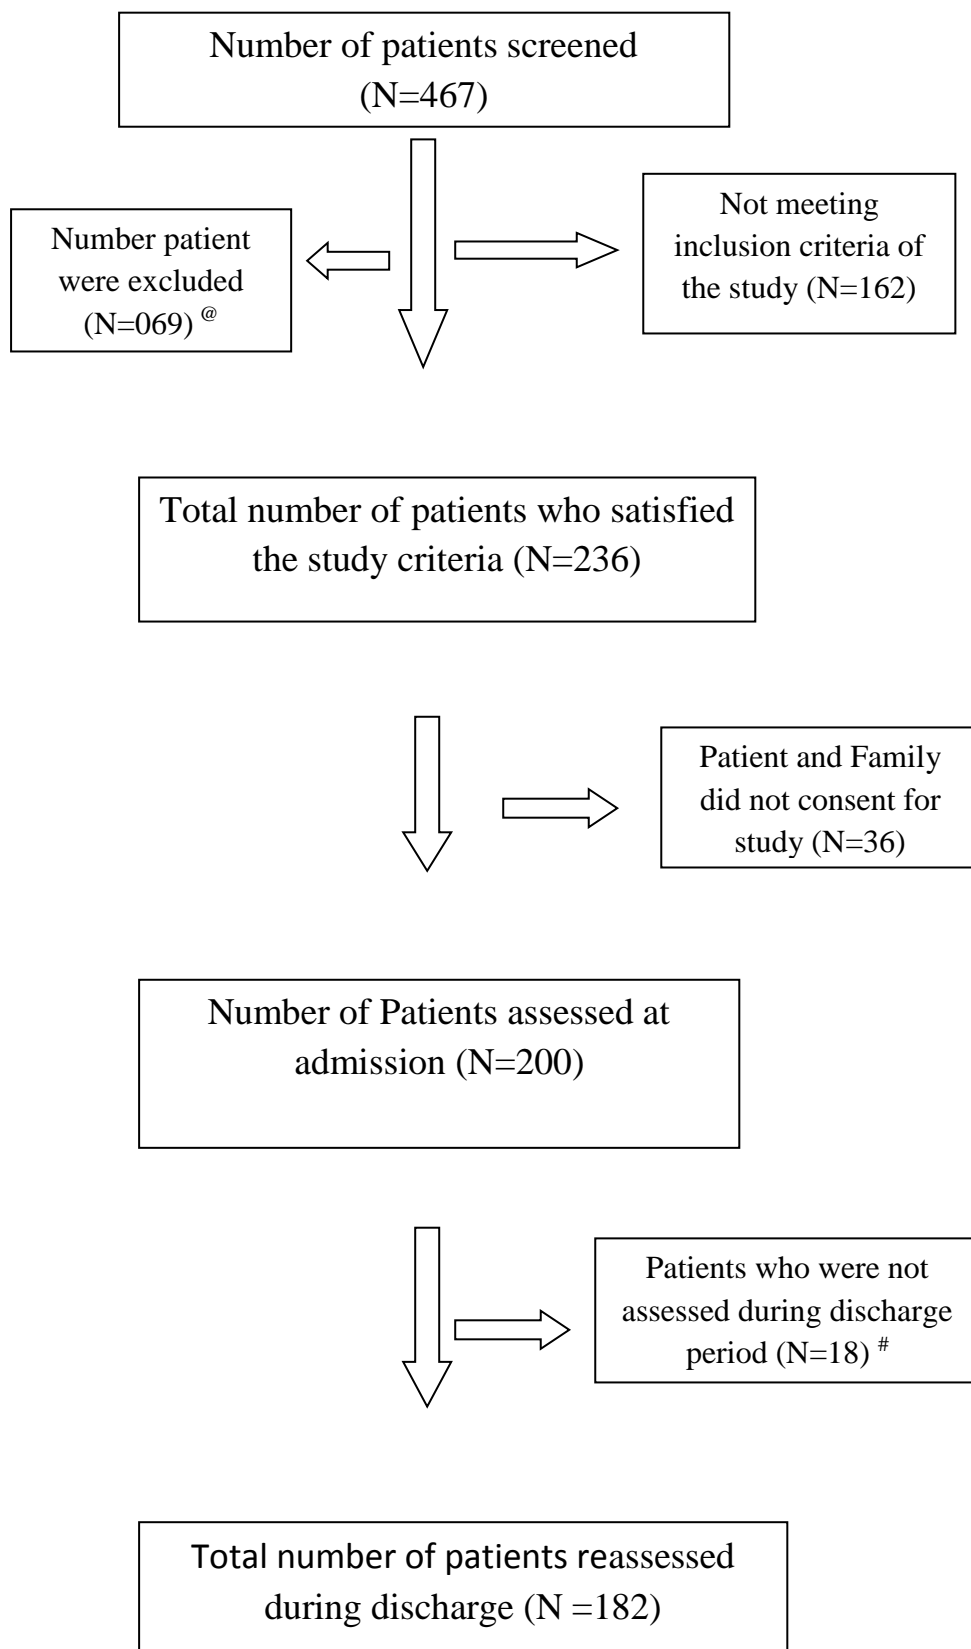 Number of patients screened
(N=467)
Number patient
were excluded
(N=069) @
Not meeting
inclusion criteria of
the study (N=162)
Total number of patients who satisfied
the study criteria (N=236)
Patient and Family
did not consent for
study (N=36)
Number of Patients assessed at
admission (N=200)
Patients who were not
assessed during discharge
period (N=18) #
Total number of patients reassessed
during discharge (N =182)